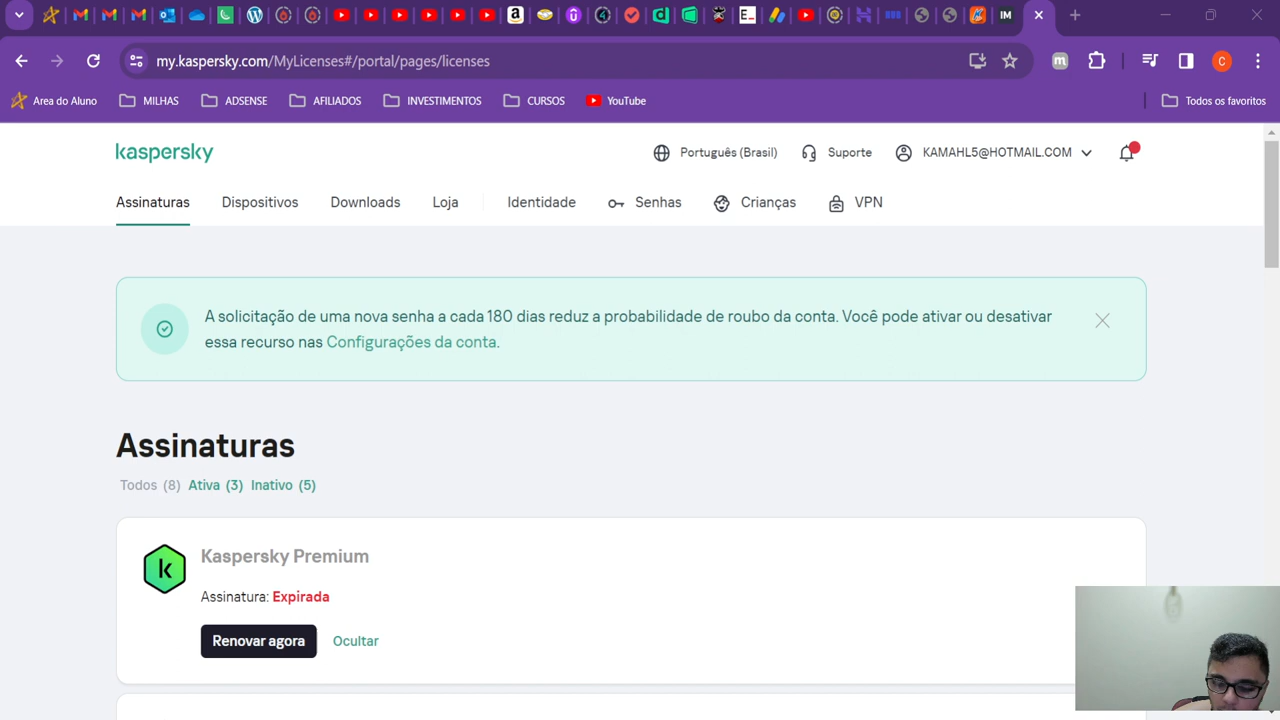 my.kaspersky.com/MyLicenses#/portal/pages/licenses
Area do Aluno MILHAS ADSENSE AFILIADOS INVESTIMENTOS CURSOS YouTube Todos os favoritos
kaspersky Português (Brasil) Suporte KAMAHL5@HOTMAIL.COM
Assinaturas Dispositivos Downloads Loja Identidade Senhas Crianças VPN
A solicitação de uma nova senha a cada 180 dias reduz a probabilidade de roubo da conta. Você pode ativar ou desativar
essa recurso nas Configurações da conta.
Assinaturas
Todos (8) Ativa (3) Inativo (5)
Kaspersky Premium
Assinatura: Expirada
Renovar agora Ocultar